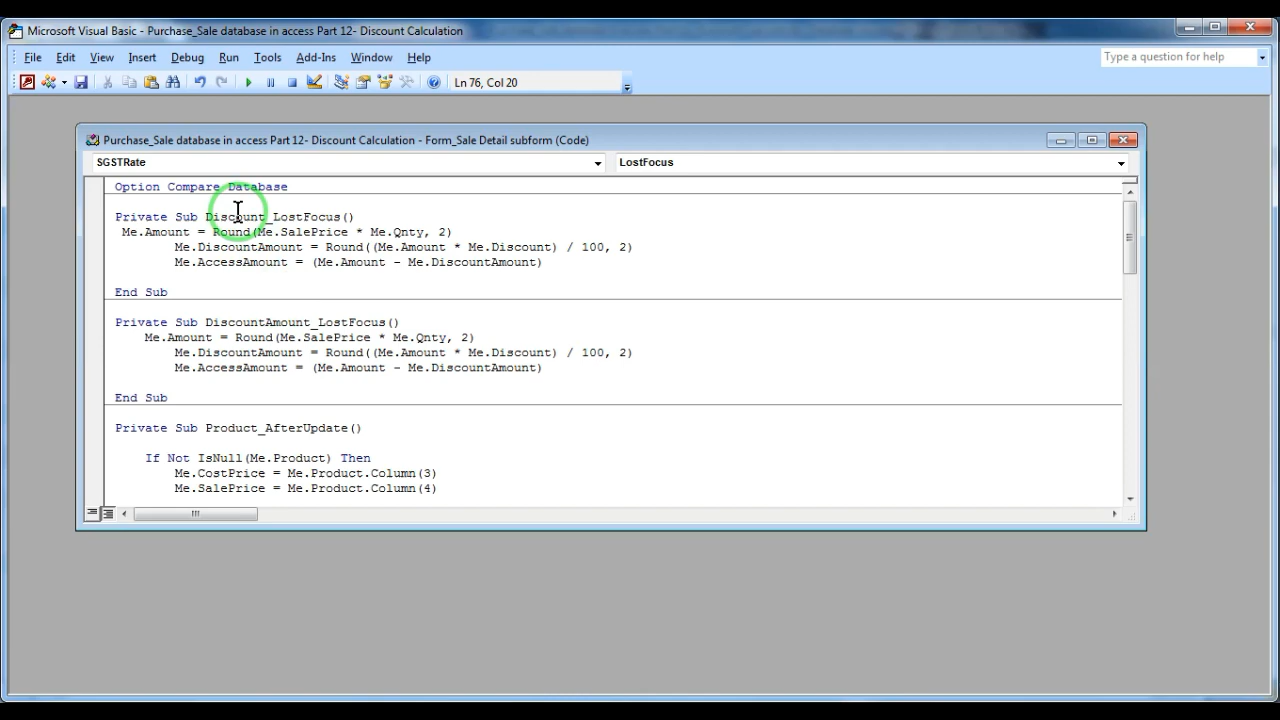 Microsoft Visual Basic - Purchase_Sale database in access Part 12- Discount Calculation
File Edit View Insert Debug Run Tools Add-Ins Window Help
Type a question for help
Ln 76, Col 20
Purchase_Sale database in access Part 12- Discount Calculation - Form_Sale Detail subform (Code)
SGSTRate LostFocus
Option Compare Database
Private Sub Discount_LostFocus()
Me.Amount = Round(Me.SalePrice * Me.Qnty, 2)
Me.DiscountAmount = Round((Me.Amount * Me.Discount) / 100, 2)
Me.AccessAmount = (Me.Amount - Me.DiscountAmount)
End Sub
Private Sub DiscountAmount_LostFocus()
Me.Amount = Round(Me.SalePrice * Me.Qnty, 2)
Me.DiscountAmount = Round((Me.Amount * Me.Discount) / 100, 2)
Me.AccessAmount = (Me.Amount - Me.DiscountAmount)
End Sub
Private Sub Product_AfterUpdate()
If Not IsNull(Me.Product) Then
Me.CostPrice = Me.Product.Column(3)
Me.SalePrice = Me.Product.Column(4)